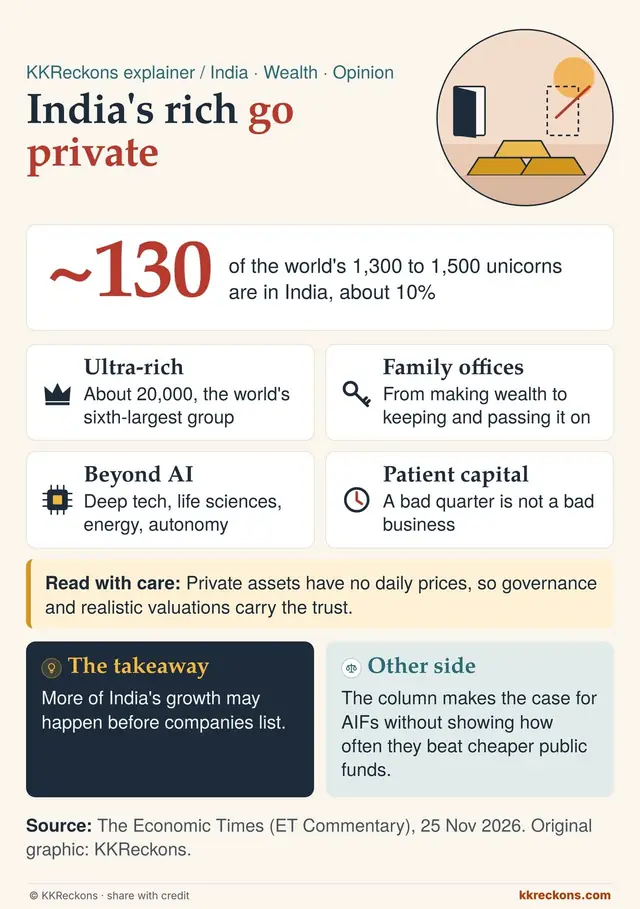 KKReckons explainer / India · Wealth · Opinion
India's rich go
private
~130
of the world's 1,300 to 1,500 unicorns
are in India, about 10%
Ultra-rich
About 20,000, the world's
sixth-largest group
Family offices
From making wealth to
keeping and passing it on
Beyond AI
Deep tech, life sciences,
energy, autonomy
Patient capital
A bad quarter is not a bad
business
Read with care: Private assets have no daily prices, so governance
and realistic valuations carry the trust.
The takeaway
More of India's growth may
happen before companies list.
Other side
The column makes the case for
AIFs without showing how
often they beat cheaper public
funds.
Source: The Economic Times (ET Commentary), 25 Nov 2026. Original
graphic: KKReckons.
© KKReckons · share with credit
kkreckons.com